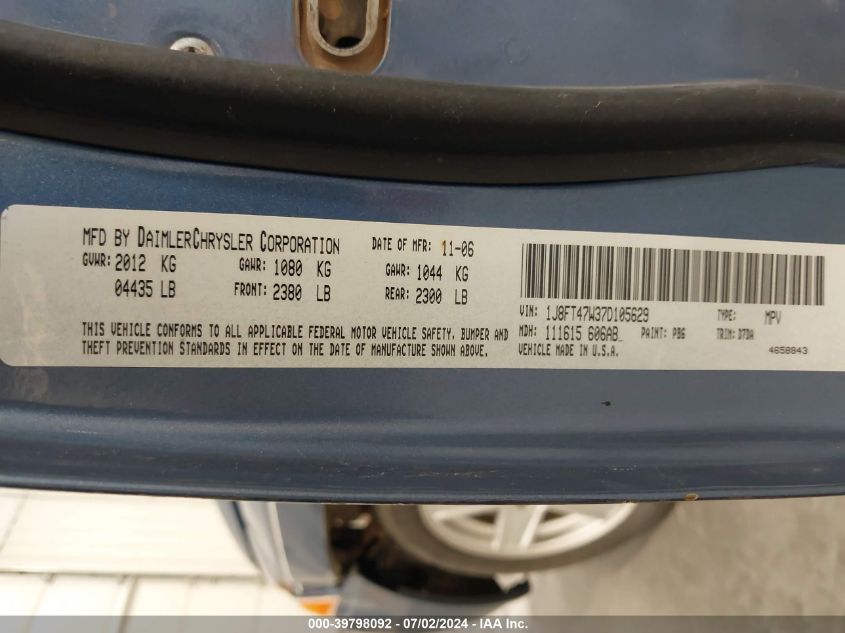 MFD BY DAIMLERCHRYSLER CORPORATION DATE OF MFR: 11-06
GVWR: 2012 KG GAWR: 1080 KG GAWR: 1044 KG
04435 LB FRONT: 2380 LB REAR: 2300 LB
THIS VEHICLE CONFORMS TO ALL APPLICABLE FEDERAL MOTOR VEHICLE SAFETY, BUMPER AND
THEFT PREVENTION STANDARDS IN EFFECT ON THE DATE OF MANUFACTURE SHOWN ABOVE.
VIN: 1J8FT47W37D105629 TYPE: MPV
MDH: 111615 606AB_ PAINT: PB6 TRIM: D7DA
VEHICLE MADE IN U.S.A. 4658843
000-39798092 - 07/02/2024 - IAA Inc.